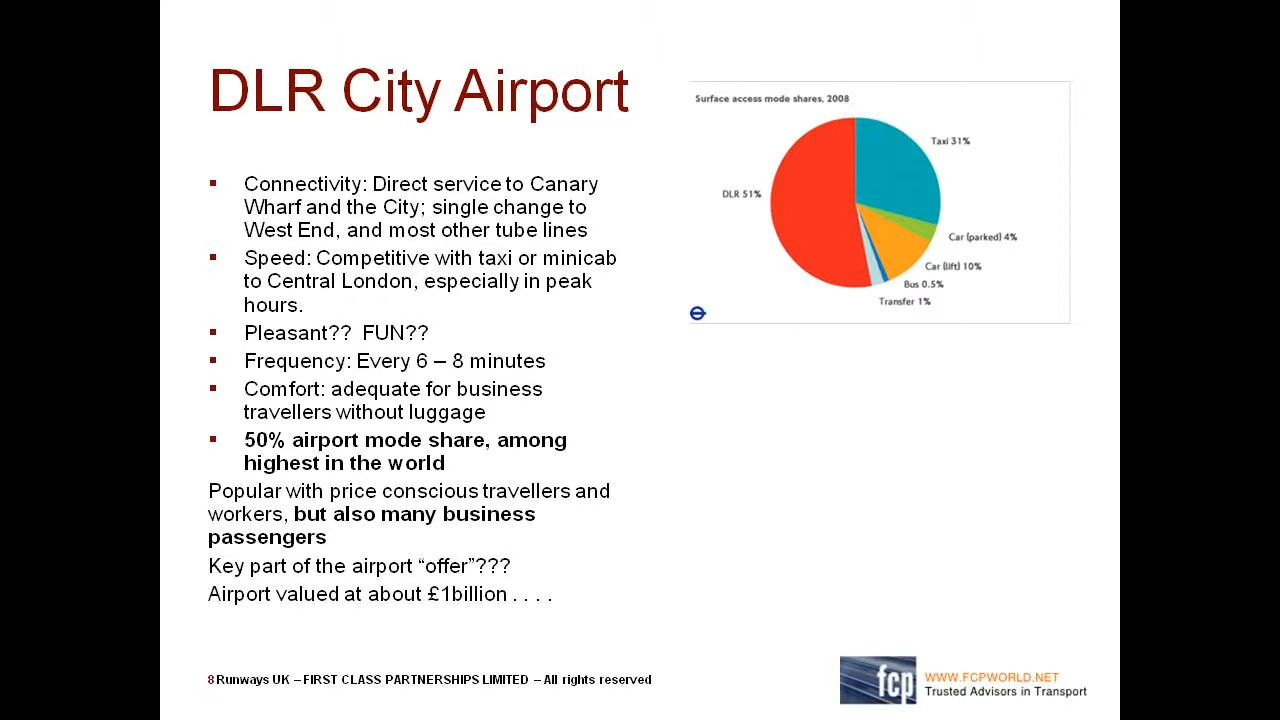 DLR City Airport
Connectivity: Direct service to Canary
Wharf and the City; single change to
West End, and most other tube lines
Speed: Competitive with taxi or minicab
to Central London, especially in peak
hours.
Pleasant?? FUN??
Frequency: Every 6 – 8 minutes
Comfort: adequate for business
travellers without luggage
50% airport mode share, among
highest in the world
Popular with price conscious travellers and
workers, but also many business
passengers
Key part of the airport “offer”???
Airport valued at about £1billion . . . .
Surface access mode shares, 2008
Taxi 31%
DLR 51%
Car (parked) 4%
Car (lift) 10%
Bus 0.5%
Transfer 1%
8 Runways UK – FIRST CLASS PARTNERSHIPS LIMITED – All rights reserved
fcp
WWW.FCPWORLD.NET
Trusted Advisors in Transport